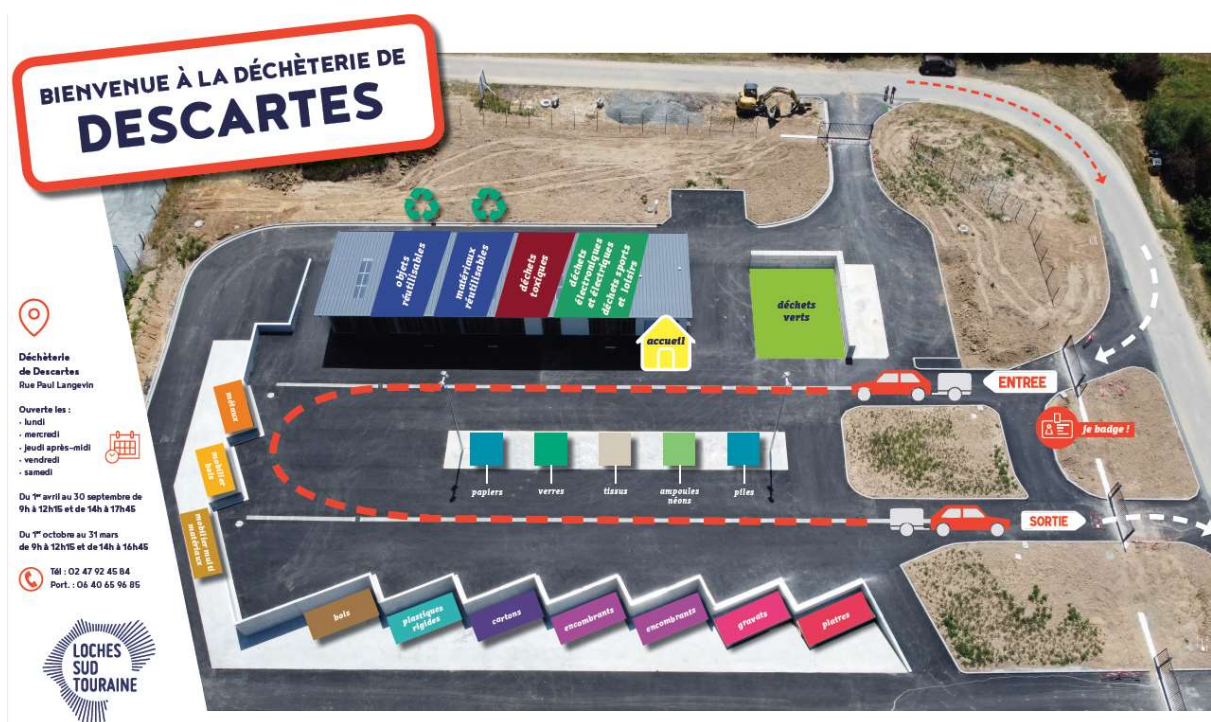 BIENVENUE À LA DÉCHÈTERIE DE
DESCARTES
Déchèterie
de Descartes
Rue Paul Langevin
Ouverte les :
- lundi
- mercredi
- jeudi après-midi
- vendredi
- samedi
Du 1er avril au 30 septembre de
9h à 12h15 et de 14h à 17h45
Du 1er octobre au 31 mars
de 9h à 12h15 et de 14h à 16h45
Tél : 02 47 92 45 84
Port. : 06 40 65 96 85
LOCHES
SUD
TOURAINE
objets
réutilisables
matériaux
réutilisables
déchets
toxiques
déchets
électroniques
et électriques
déchets sports
et loisirs
accueil
déchets
verts
ENTREE
Je badge !
SORTIE
métaux
mobilier
bois
mobilier multi
matériaux
papiers
verres
tissus
ampoules
néons
piles
bois
plastiques
rigides
cartons
encombrants
encombrants
gravats
platres